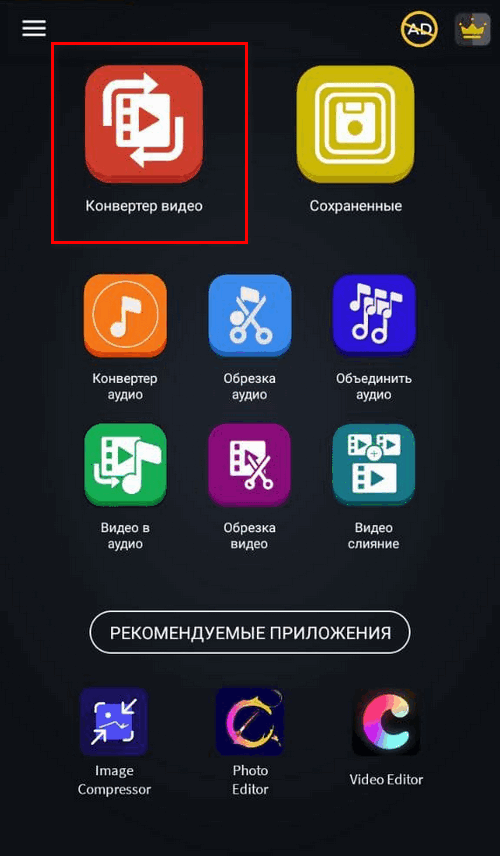 AD
Конвертер видео
Сохраненные
Конвертер
аудио
Обрезка
аудио
Объединить
аудио
Видео в
аудио
Обрезка
видео
Видео
слияние
РЕКОМЕНДУЕМЫЕ ПРИЛОЖЕНИЯ
Image
Compressor
Photo
Editor
Video Editor